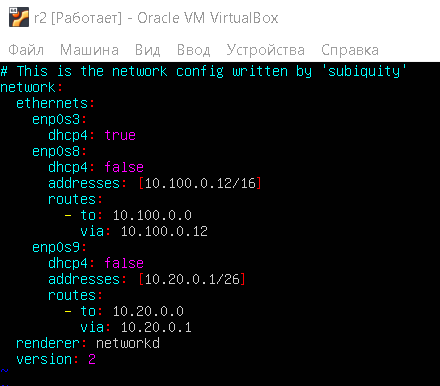 r2 [Работает] - Oracle VM VirtualBox
Файл Машина Вид Ввод Устройства Справка
# This is the network config written by 'subiquity'
network:
  ethernets:
    enp0s3:
      dhcp4: true
    enp0s8:
      dhcp4: false
      addresses: [10.100.0.12/16]
      routes:
        - to: 10.100.0.0
          via: 10.100.0.12
    enp0s9:
      dhcp4: false
      addresses: [10.20.0.1/26]
      routes:
        - to: 10.20.0.0
          via: 10.20.0.1
  renderer: networkd
  version: 2
~